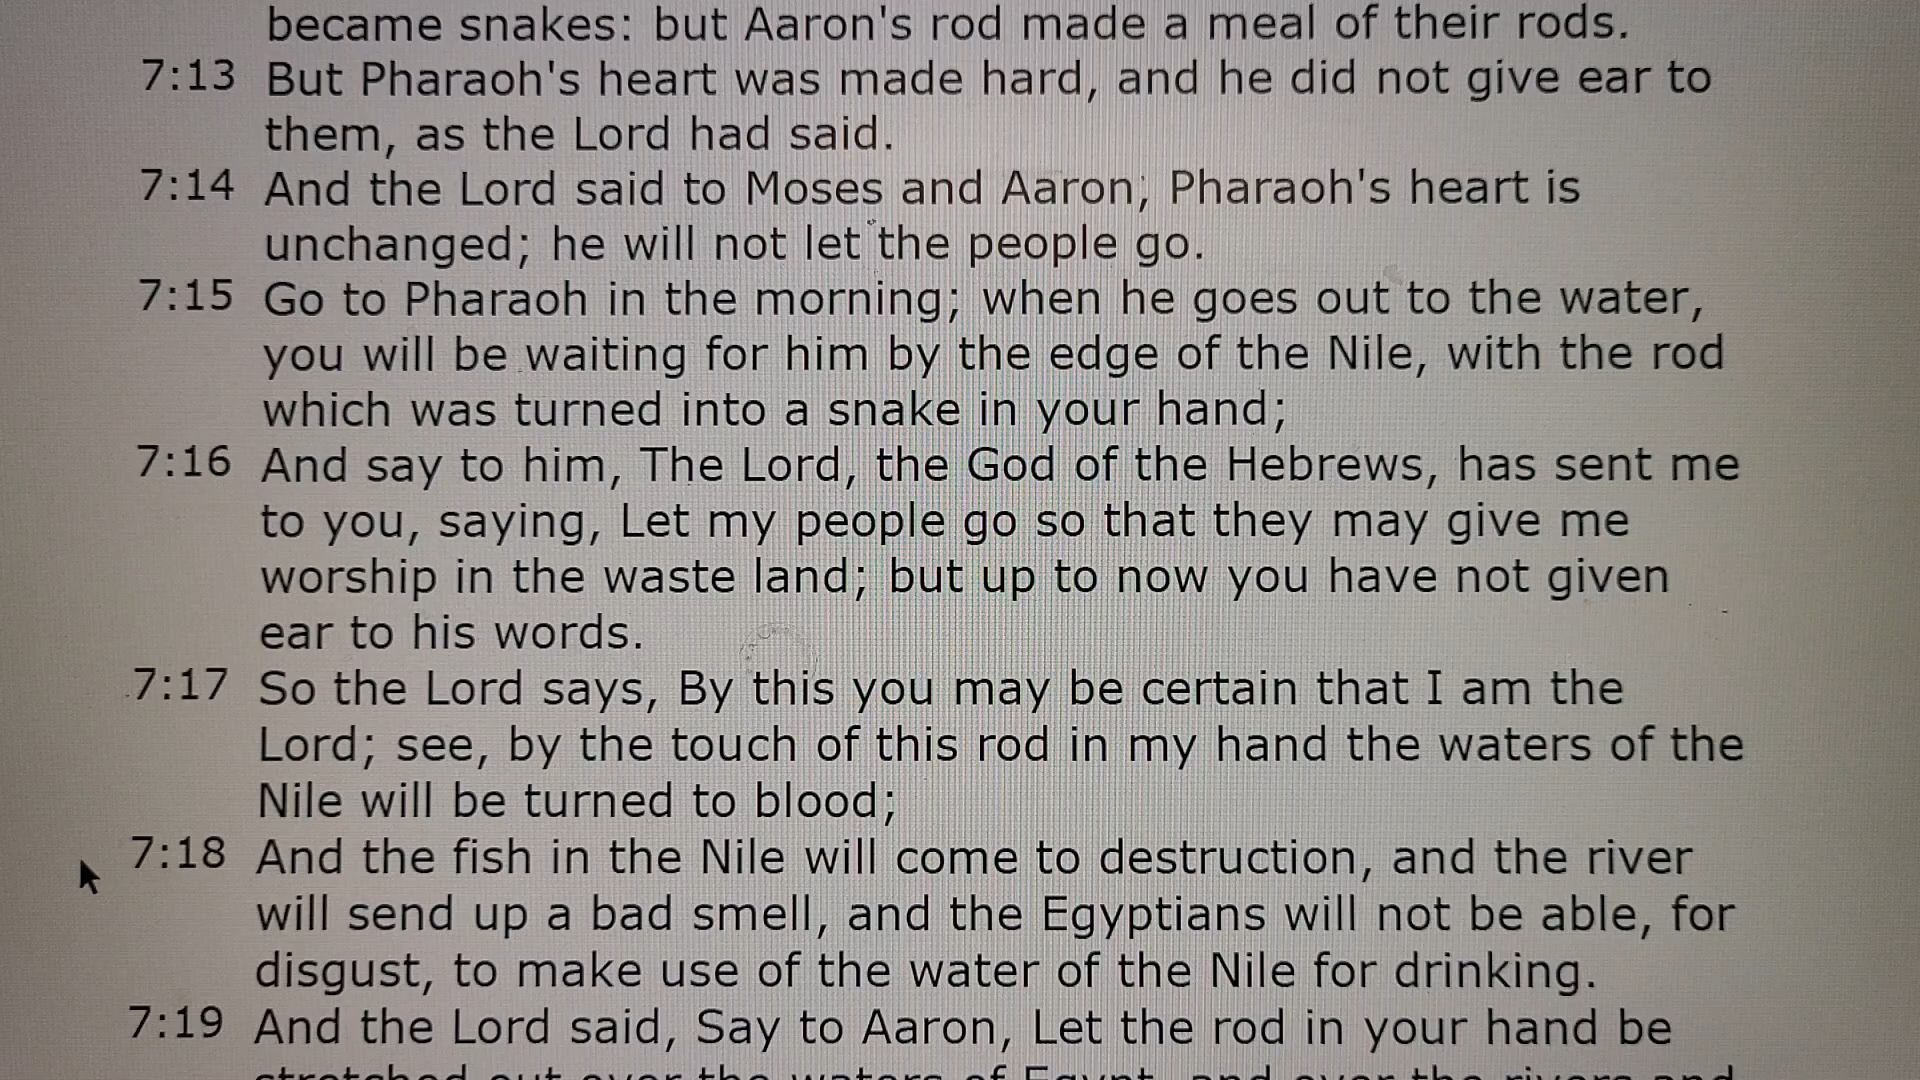 became snakes: but Aaron's rod made a meal of their rods.
7:13 But Pharaoh's heart was made hard, and he did not give ear to
them, as the Lord had said.
7:14 And the Lord said to Moses and Aaron, Pharaoh's heart is
unchanged; he will not let the people go.
7:15 Go to Pharaoh in the morning; when he goes out to the water,
you will be waiting for him by the edge of the Nile, with the rod
which was turned into a snake in your hand;
7:16 And say to him, The Lord, the God of the Hebrews, has sent me
to you, saying, Let my people go so that they may give me
worship in the waste land; but up to now you have not given
ear to his words.
7:17 So the Lord says, By this you may be certain that I am the
Lord; see, by the touch of this rod in my hand the waters of the
Nile will be turned to blood;
7:18 And the fish in the Nile will come to destruction, and the river
will send up a bad smell, and the Egyptians will not be able, for
disgust, to make use of the water of the Nile for drinking.
7:19 And the Lord said, Say to Aaron, Let the rod in your hand be
stretched out over the waters of Egypt, and over the rivers and